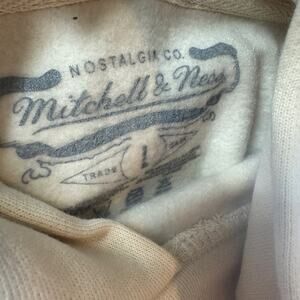 NOSTALGIA CO.
Mitchell & Ness
TRADE